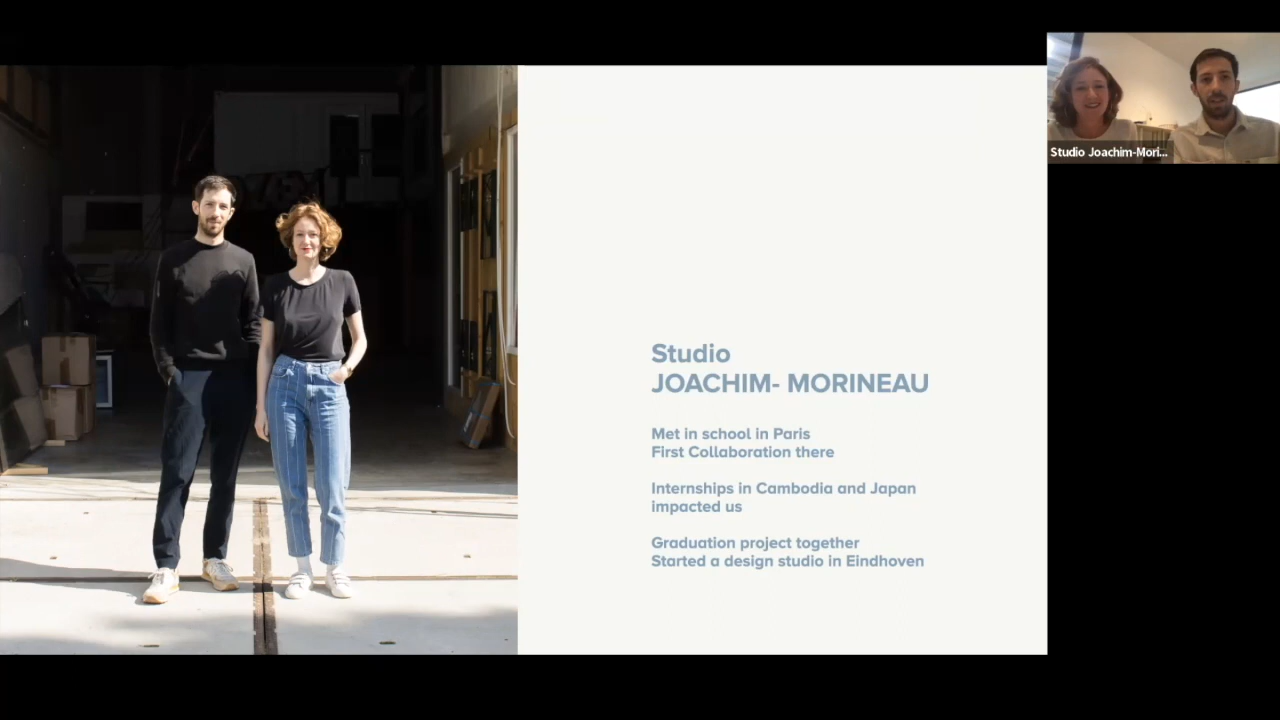 Studio
JOACHIM- MORINEAU
Met in school in Paris
First Collaboration there
Internships in Cambodia and Japan
impacted us
Graduation project together
Started a design studio in Eindhoven
Studio Joachim-Mori...